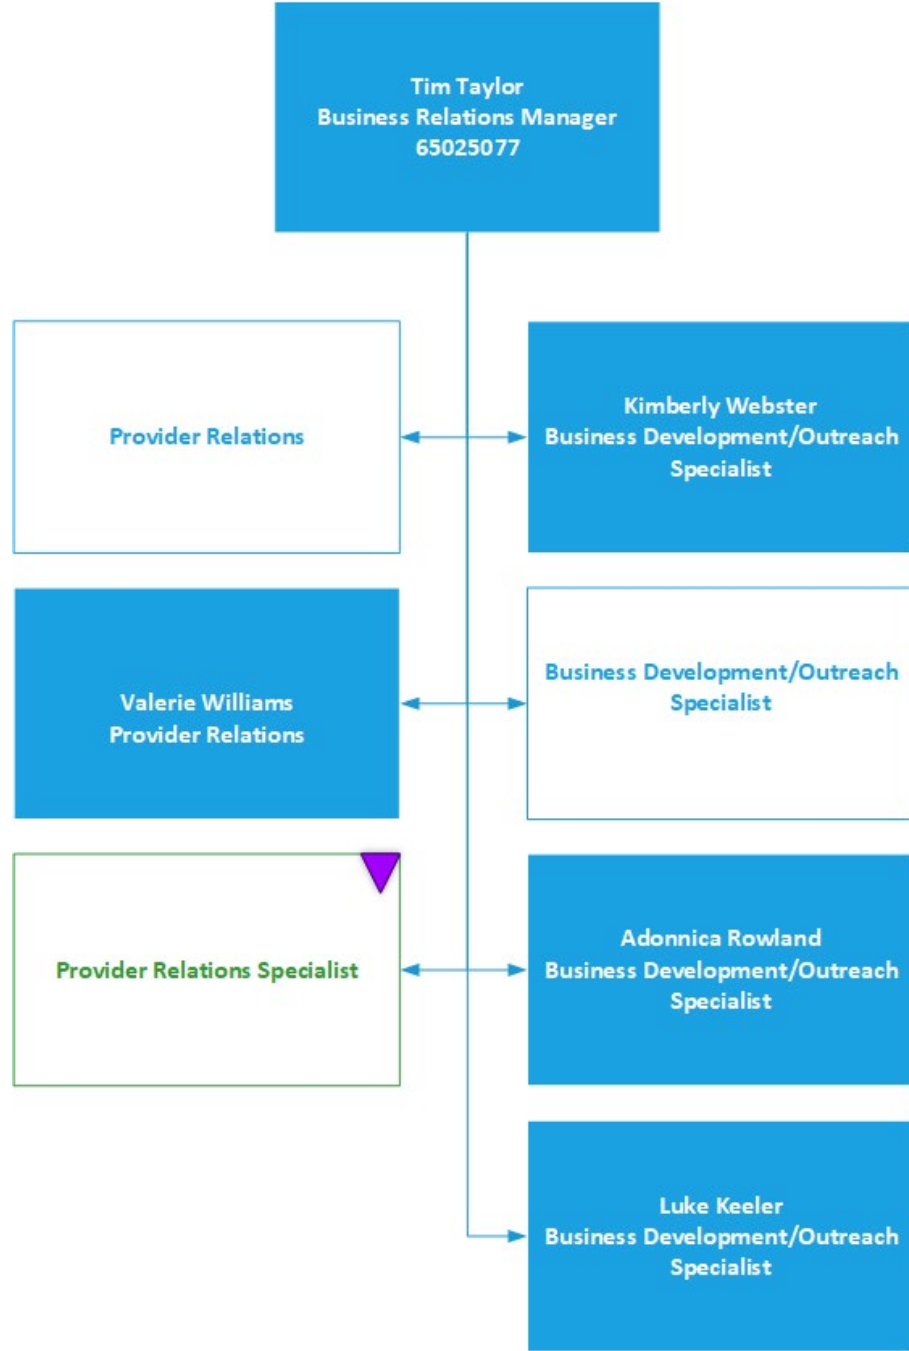 Tim Taylor
Business Relations Manager
65025077
Provider Relations
Kimberly Webster
Business Development/Outreach
Specialist
Valerie Williams
Provider Relations
Business Development/Outreach
Specialist
Provider Relations Specialist
Adonnica Rowland
Business Development/Outreach
Specialist
Luke Keeler
Business Development/Outreach
Specialist